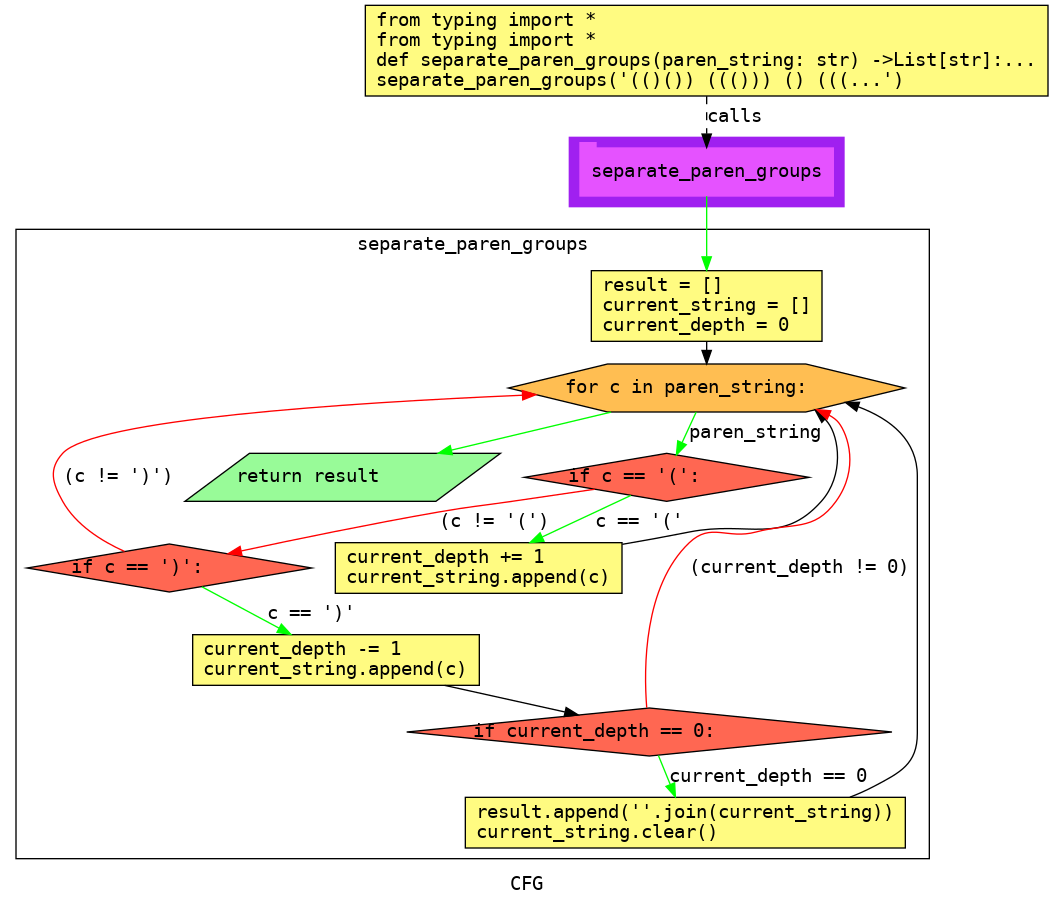 from typing import *
from typing import *
def separate_paren_groups(paren_string: str) ->List[str]:...
separate_paren_groups('(()()) ((())) () (((...')
calls
separate_paren_groups
separate_paren_groups
result = []
current_string = []
current_depth = 0
for c in paren_string:
paren_string
(c != ')')
return result
if c == '(':
(c != '(')
c == '('
if c == ')':
current_depth += 1
current_string.append(c)
(current_depth != 0)
c == ')'
current_depth -= 1
current_string.append(c)
if current_depth == 0:
current_depth == 0
result.append(''.join(current_string))
current_string.clear()
CFG